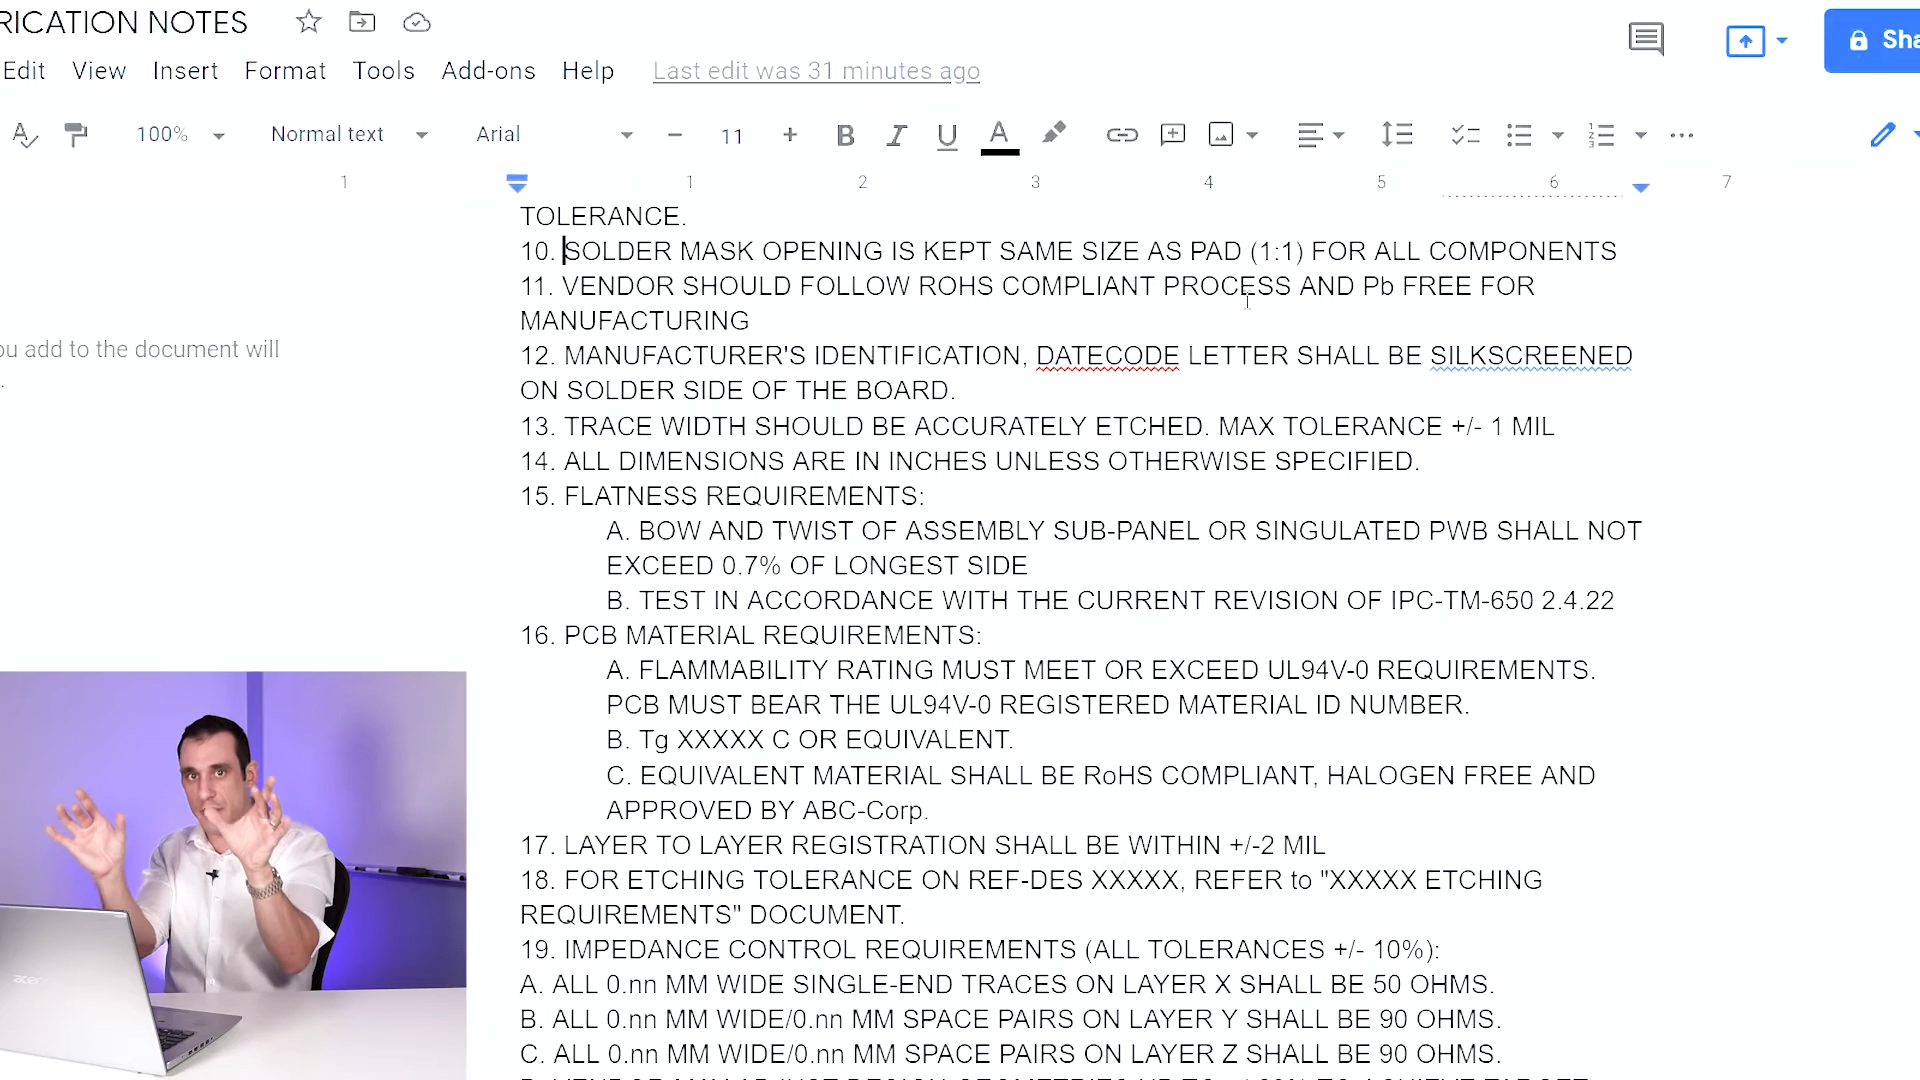 RICATION NOTES
Edit View Insert Format Tools Add-ons Help Last edit was 31 minutes ago
Sha
100% Normal text Arial 11
1 1 2 3 4 5 6 7
TOLERANCE.
10. SOLDER MASK OPENING IS KEPT SAME SIZE AS PAD (1:1) FOR ALL COMPONENTS
11. VENDOR SHOULD FOLLOW ROHS COMPLIANT PROCESS AND Pb FREE FOR
MANUFACTURING
ou add to the document will
.
12. MANUFACTURER'S IDENTIFICATION, DATECODE LETTER SHALL BE SILKSCREENED
ON SOLDER SIDE OF THE BOARD.
13. TRACE WIDTH SHOULD BE ACCURATELY ETCHED. MAX TOLERANCE +/- 1 MIL
14. ALL DIMENSIONS ARE IN INCHES UNLESS OTHERWISE SPECIFIED.
15. FLATNESS REQUIREMENTS:
A. BOW AND TWIST OF ASSEMBLY SUB-PANEL OR SINGULATED PWB SHALL NOT
EXCEED 0.7% OF LONGEST SIDE
B. TEST IN ACCORDANCE WITH THE CURRENT REVISION OF IPC-TM-650 2.4.22
16. PCB MATERIAL REQUIREMENTS:
A. FLAMMABILITY RATING MUST MEET OR EXCEED UL94V-0 REQUIREMENTS.
PCB MUST BEAR THE UL94V-0 REGISTERED MATERIAL ID NUMBER.
B. Tg XXXXX C OR EQUIVALENT.
C. EQUIVALENT MATERIAL SHALL BE RoHS COMPLIANT, HALOGEN FREE AND
APPROVED BY ABC-Corp.
17. LAYER TO LAYER REGISTRATION SHALL BE WITHIN +/-2 MIL
18. FOR ETCHING TOLERANCE ON REF-DES XXXXX, REFER to "XXXXX ETCHING
REQUIREMENTS" DOCUMENT.
19. IMPEDANCE CONTROL REQUIREMENTS (ALL TOLERANCES +/- 10%):
A. ALL 0.nn MM WIDE SINGLE-END TRACES ON LAYER X SHALL BE 50 OHMS.
B. ALL 0.nn MM WIDE/0.nn MM SPACE PAIRS ON LAYER Y SHALL BE 90 OHMS.
C. ALL 0.nn MM WIDE/0.nn MM SPACE PAIRS ON LAYER Z SHALL BE 90 OHMS.
acer